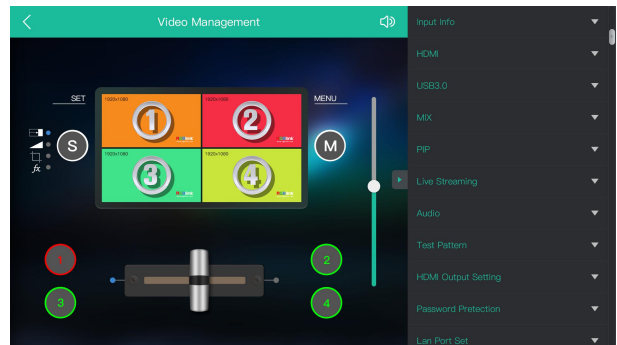 Video Management
SET
MENU
1920x1080
1920x1080
1
2
1920x1080
1920x1080
3
4
S
M
fx
1
2
3
4
Input Info
HDMI
USB3.0
MIX
PIP
Live Streaming
Audio
Test Pattern
HDMI Output Setting
Password Pretection
Lan Port Set